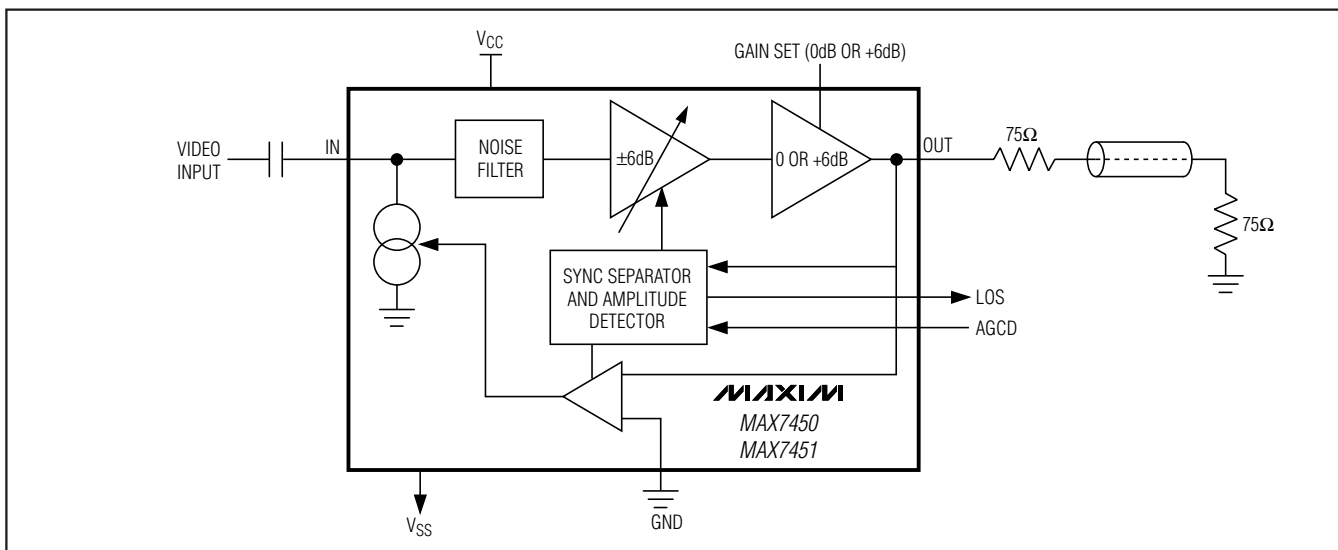 VCC
GAIN SET (0dB OR +6dB)
VIDEO
INPUT
IN
NOISE
FILTER
±6dB
0 OR +6dB
OUT
75Ω
75Ω
SYNC SEPARATOR
AND AMPLITUDE
DETECTOR
LOS
AGCD
MAXIM
MAX7450
MAX7451
VSS
GND